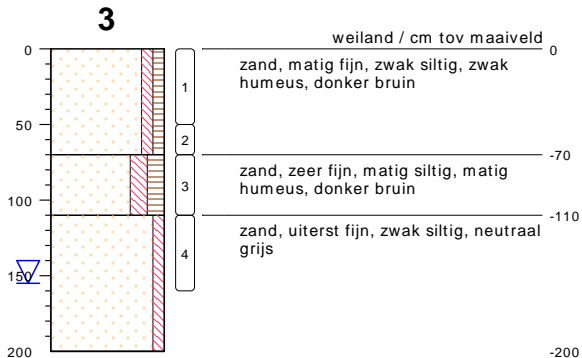 3
weiland / cm tov maaiveld
0
0
zand, matig fijn, zwak siltig, zwak
humeus, donker bruin
1
50
2
-70
zand, zeer fijn, matig siltig, matig
humeus, donker bruin
3
100
-110
zand, uiterst fijn, zwak siltig, neutraal
grijs
4
150
200
-200